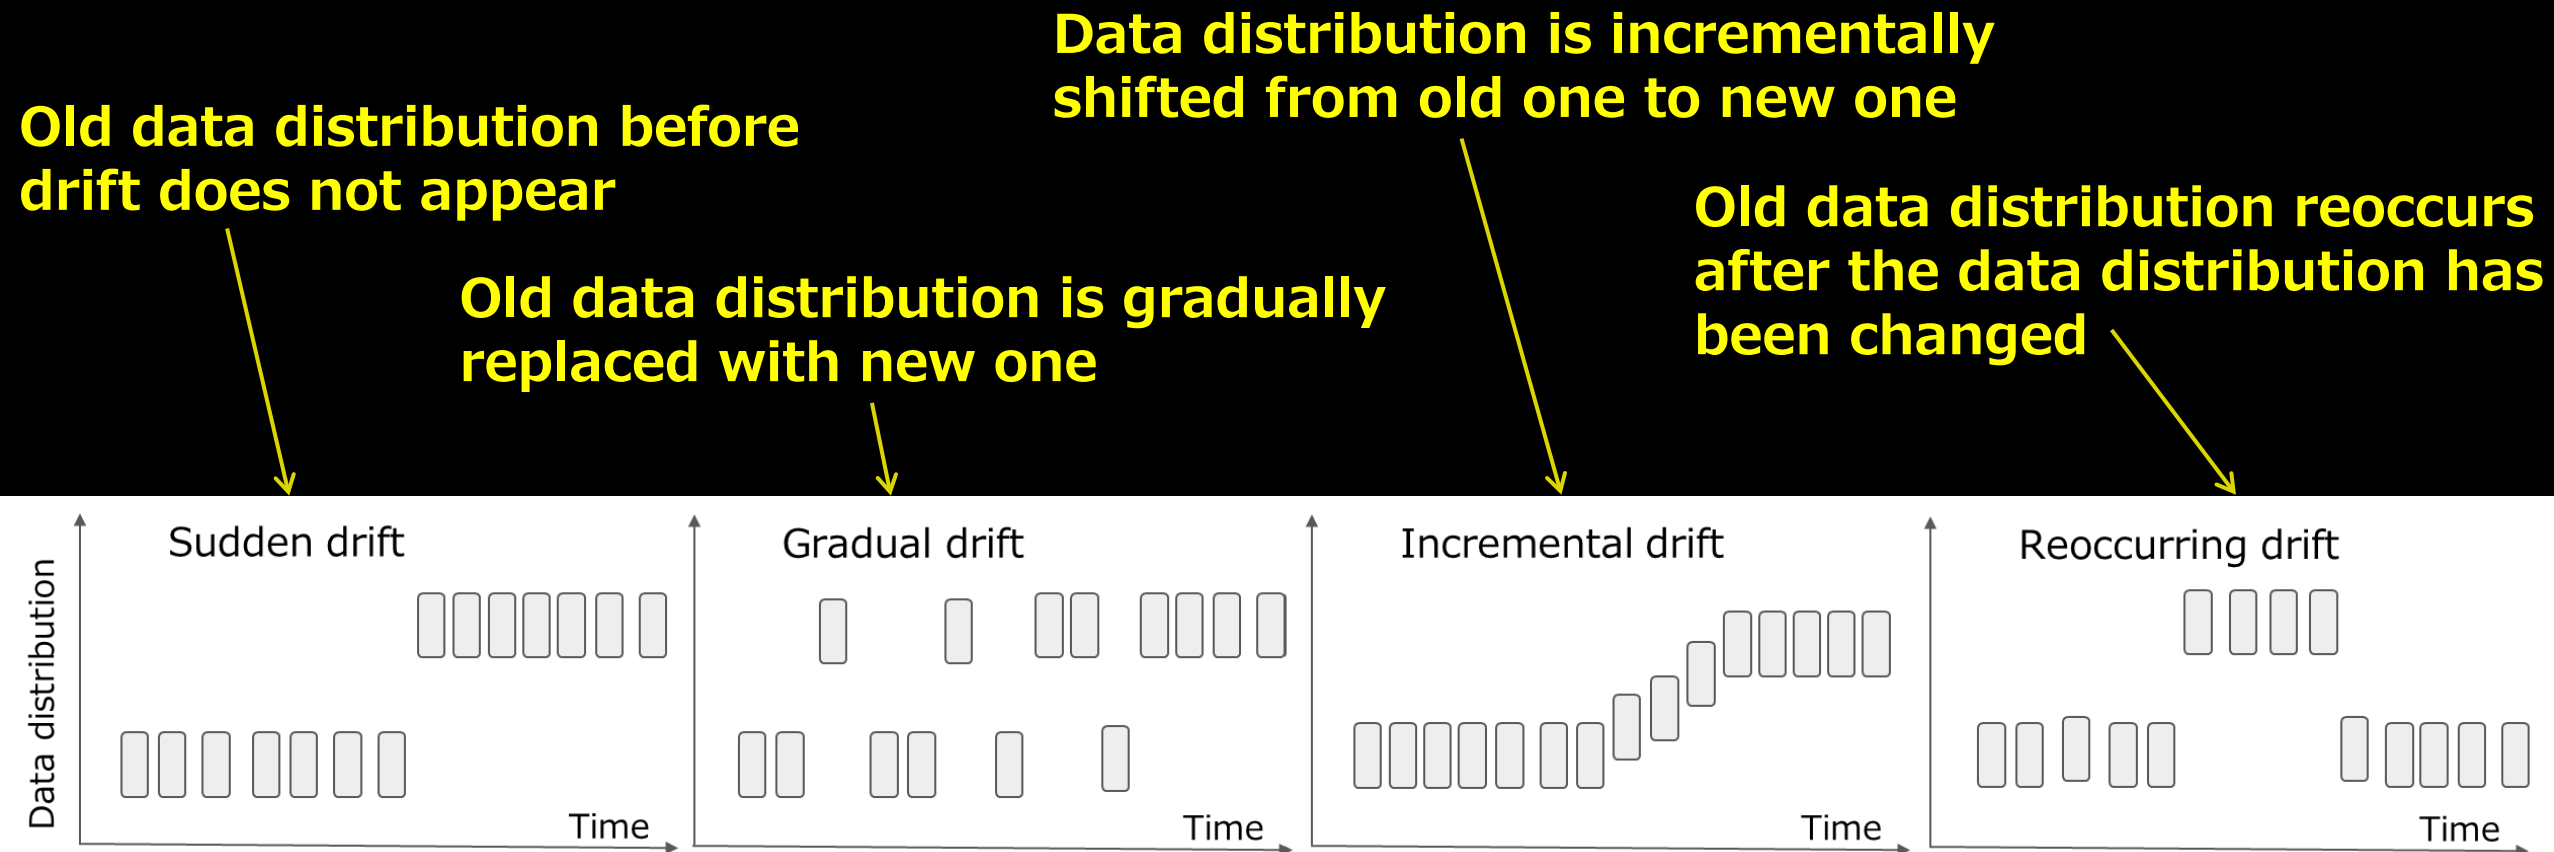 Data distribution is incrementally
shifted from old one to new one
Old data distribution before
drift does not appear
Old data distribution reoccurs
after the data distribution has
been changed
Old data distribution is gradually
replaced with new one
Sudden drift
Gradual drift
Incremental drift
Reoccurring drift
Data distribution
Time
Time
Time
Time